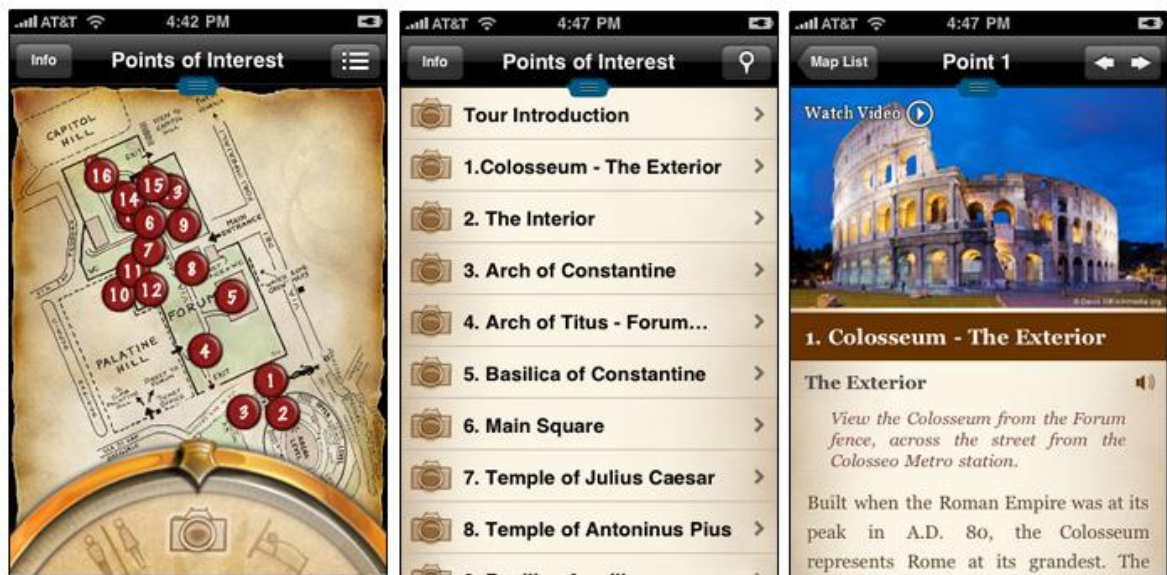 AT&T 4:42 PM
Info Points of Interest
CAPITOL
HILL
EXIT
16
15
3
14
6
9
MAIN
ENTRANCE
7
WC
11
8
10
12
5
FORUM
PALATINE
HILL
4
EXIT
TICKET
OFFICE
1
3
2
ARENA
LEVEL
AT&T 4:47 PM
Info Points of Interest
Tour Introduction
1.Colosseum - The Exterior
2. The Interior
3. Arch of Constantine
4. Arch of Titus - Forum...
5. Basilica of Constantine
6. Main Square
7. Temple of Julius Caesar
8. Temple of Antoninus Pius
AT&T 4:47 PM
Map List Point 1
Watch Video
1. Colosseum - The Exterior
The Exterior
View the Colosseum from the Forum
fence, across the street from the
Colosseo Metro station.
Built when the Roman Empire was at its
peak in A.D. 80, the Colosseum
represents Rome at its grandest. The